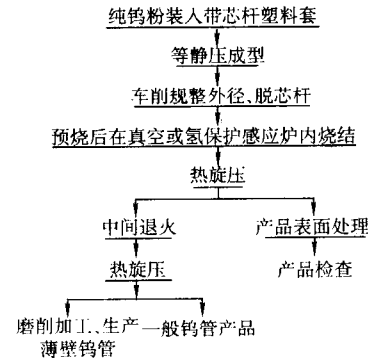 纯钨粉装入带芯杆塑料套
等静压成型
车削规整外径、脱芯杆
预烧后在真空或氢保护感应炉内烧结
热旋压
中间退火
产品表面处理
热旋压
产品检查
磨削加工、生产
薄壁钨管
一般钨管产品